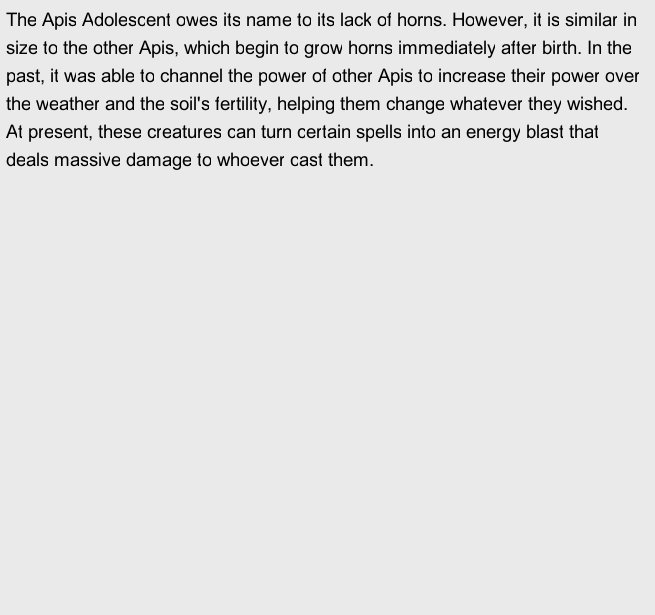 The Apis Adolescent owes its name to its lack of horns. However, it is similar in
size to the other Apis, which begin to grow horns immediately after birth. In the
past, it was able to channel the power of other Apis to increase their power over
the weather and the soil's fertility, helping them change whatever they wished.
At present, these creatures can turn certain spells into an energy blast that
deals massive damage to whoever cast them.